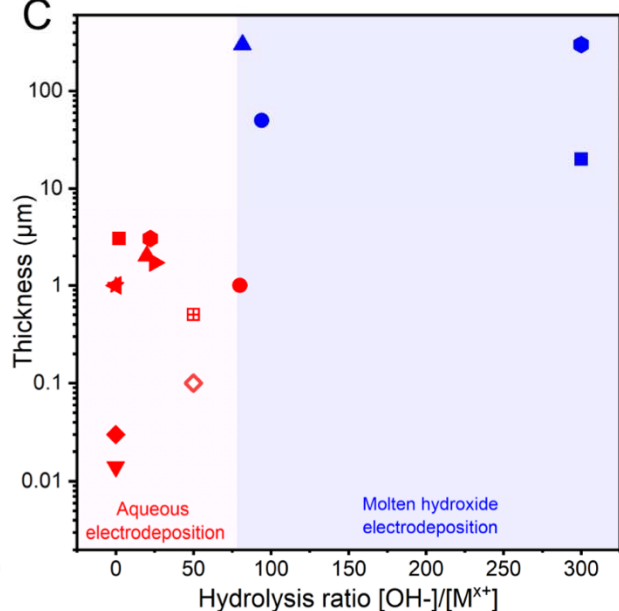 C
Thickness (µm)
100
10
1
0.1
0.01
Aqueous
electrodeposition
Molten hydroxide
electrodeposition
0 50 100 150 200 250 300
Hydrolysis ratio [OH-]/[Mˣ⁺]